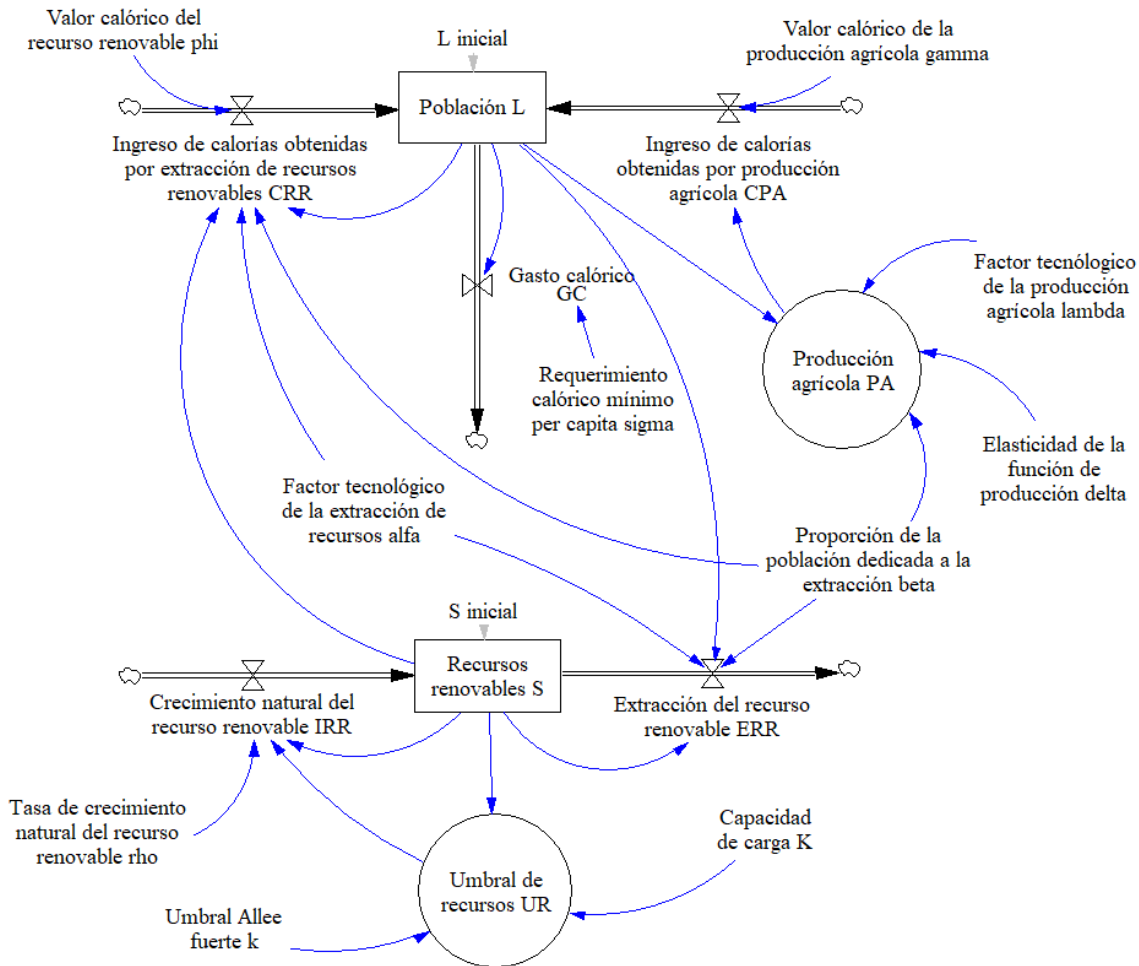 Valor calórico del
recurso renovable phi
L inicial
Valor calórico de la
producción agrícola gamma
Población L
Ingreso de calorías obtenidas
por extracción de recursos
renovables CRR
Ingreso de calorías
obtenidas por producción
agrícola CPA
Gasto calórico
GC
Factor tecnólógico
de la producción
agrícola lambda
Producción
agrícola PA
Requerimiento
calórico mínimo
per capita sigma
Elasticidad de la
función de
producción delta
Factor tecnológico
de la extracción de
recursos alfa
Proporción de la
población dedicada a la
extracción beta
S inicial
Recursos
renovables S
Crecimiento natural del
recurso renovable IRR
Extracción del recurso
renovable ERR
Tasa de crecimiento
natural del recurso
renovable rho
Capacidad
de carga K
Umbral de
recursos UR
Umbral Allee
fuerte k